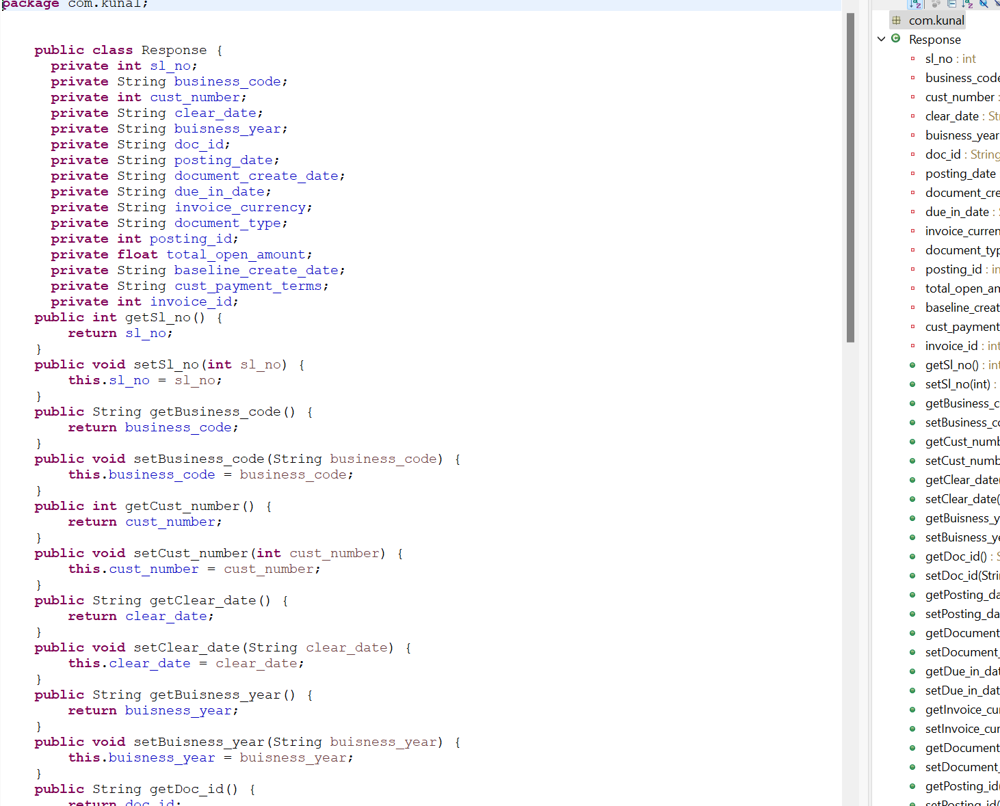 package com.kunal;
public class Response {
private int sl_no;
private String business_code;
private int cust_number;
private String clear_date;
private String buisness_year;
private String doc_id;
private String posting_date;
private String document_create_date;
private String due_in_date;
private String invoice_currency;
private String document_type;
private int posting_id;
private float total_open_amount;
private String baseline_create_date;
private String cust_payment_terms;
private int invoice_id;
public int getSl_no() {
return sl_no;
}
public void setSl_no(int sl_no) {
this.sl_no = sl_no;
}
public String getBusiness_code() {
return business_code;
}
public void setBusiness_code(String business_code) {
this.business_code = business_code;
}
public int getCust_number() {
return cust_number;
}
public void setCust_number(int cust_number) {
this.cust_number = cust_number;
}
public String getClear_date() {
return clear_date;
}
public void setClear_date(String clear_date) {
this.clear_date = clear_date;
}
public String getBuisness_year() {
return buisness_year;
}
public void setBuisness_year(String buisness_year) {
this.buisness_year = buisness_year;
}
public String getDoc_id() {
return doc_id;
com.kunal
Response
sl_no : int
business_code
cust_number :
clear_date : St
buisness_year
doc_id : String
posting_date
document_cre
due_in_date :
invoice_curren
document_typ
posting_id : in
total_open_am
baseline_creat
cust_payment
invoice_id : int
getSl_no() : int
setSl_no(int) :
getBusiness_c
setBusiness_co
getCust_numb
setCust_numb
getClear_date(
setClear_date(
getBuisness_y
setBuisness_ye
getDoc_id() : S
setDoc_id(Stri
getPosting_da
setPosting_da
getDocument
setDocument_
getDue_in_dat
setDue_in_dat
getInvoice_cur
setInvoice_cur
getDocument
setDocument_
getPosting_id(
setPosting_id(